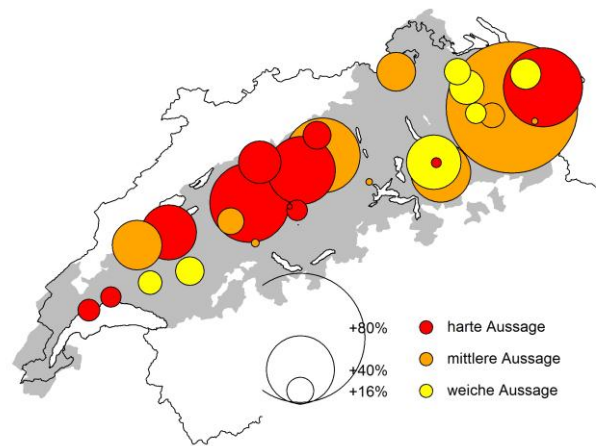 +80%
harte Aussage
mittlere Aussage
+40%
+16%
weiche Aussage